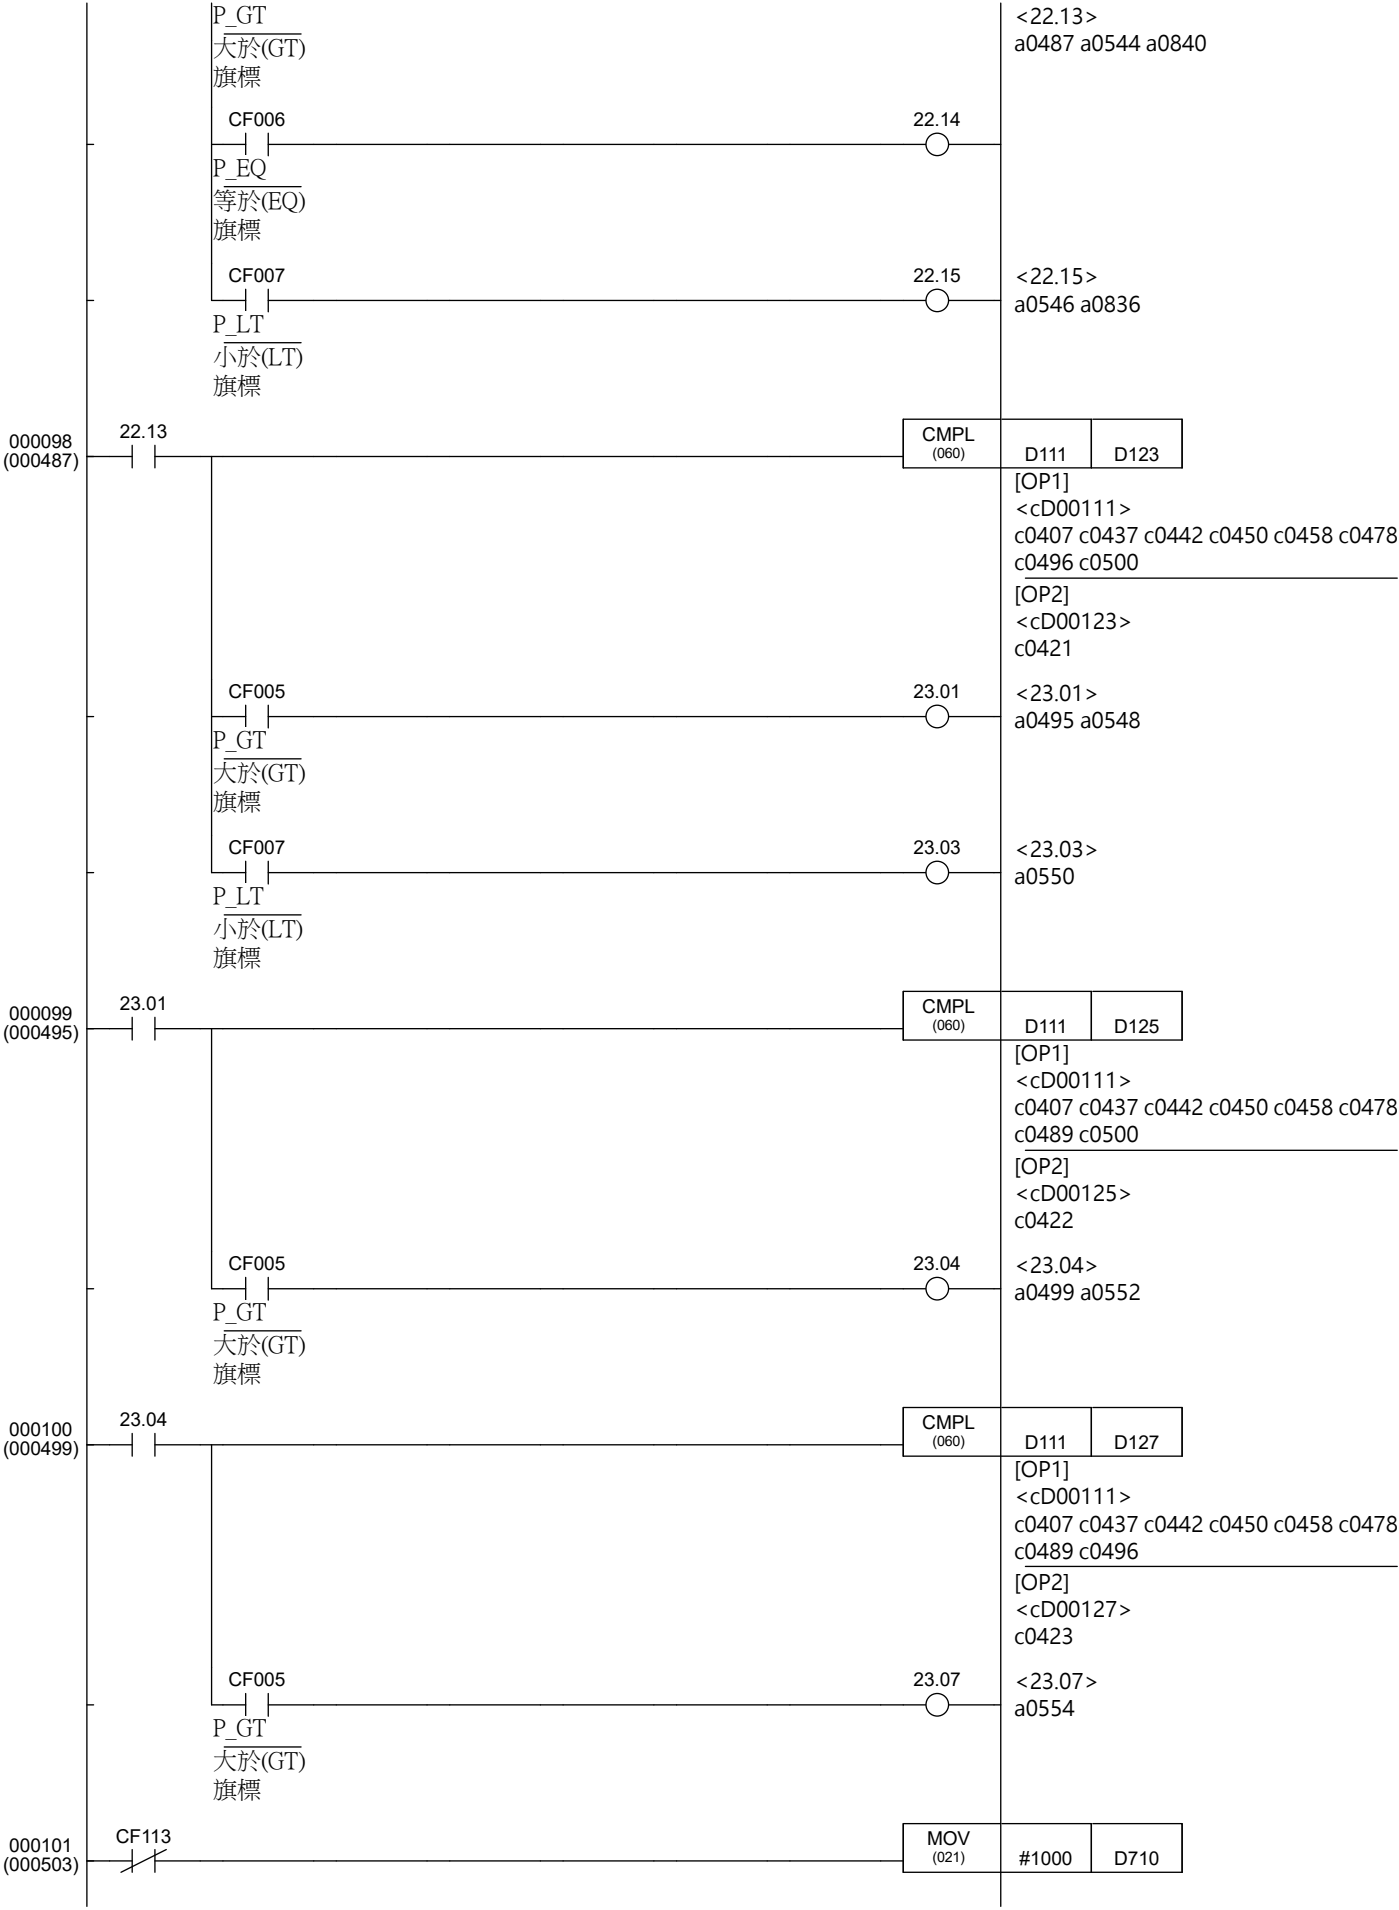 P_GT
大於(GT)
旗標
<22.13>
a0487 a0544 a0840
CF006
22.14
P_EQ
等於(EQ)
旗標
CF007
22.15
<22.15>
a0546 a0836
P_LT
小於(LT)
旗標
000098
(000487)
22.13
CMPL
(060)
D111
D123
[OP1]
<cD00111>
c0407 c0437 c0442 c0450 c0458 c0478
c0496 c0500
[OP2]
<cD00123>
c0421
CF005
23.01
<23.01>
a0495 a0548
P_GT
大於(GT)
旗標
CF007
23.03
<23.03>
a0550
P_LT
小於(LT)
旗標
000099
(000495)
23.01
CMPL
(060)
D111
D125
[OP1]
<cD00111>
c0407 c0437 c0442 c0450 c0458 c0478
c0489 c0500
[OP2]
<cD00125>
c0422
CF005
23.04
<23.04>
a0499 a0552
P_GT
大於(GT)
旗標
000100
(000499)
23.04
CMPL
(060)
D111
D127
[OP1]
<cD00111>
c0407 c0437 c0442 c0450 c0458 c0478
c0489 c0496
[OP2]
<cD00127>
c0423
CF005
23.07
<23.07>
a0554
P_GT
大於(GT)
旗標
000101
(000503)
CF113
MOV
(021)
#1000
D710